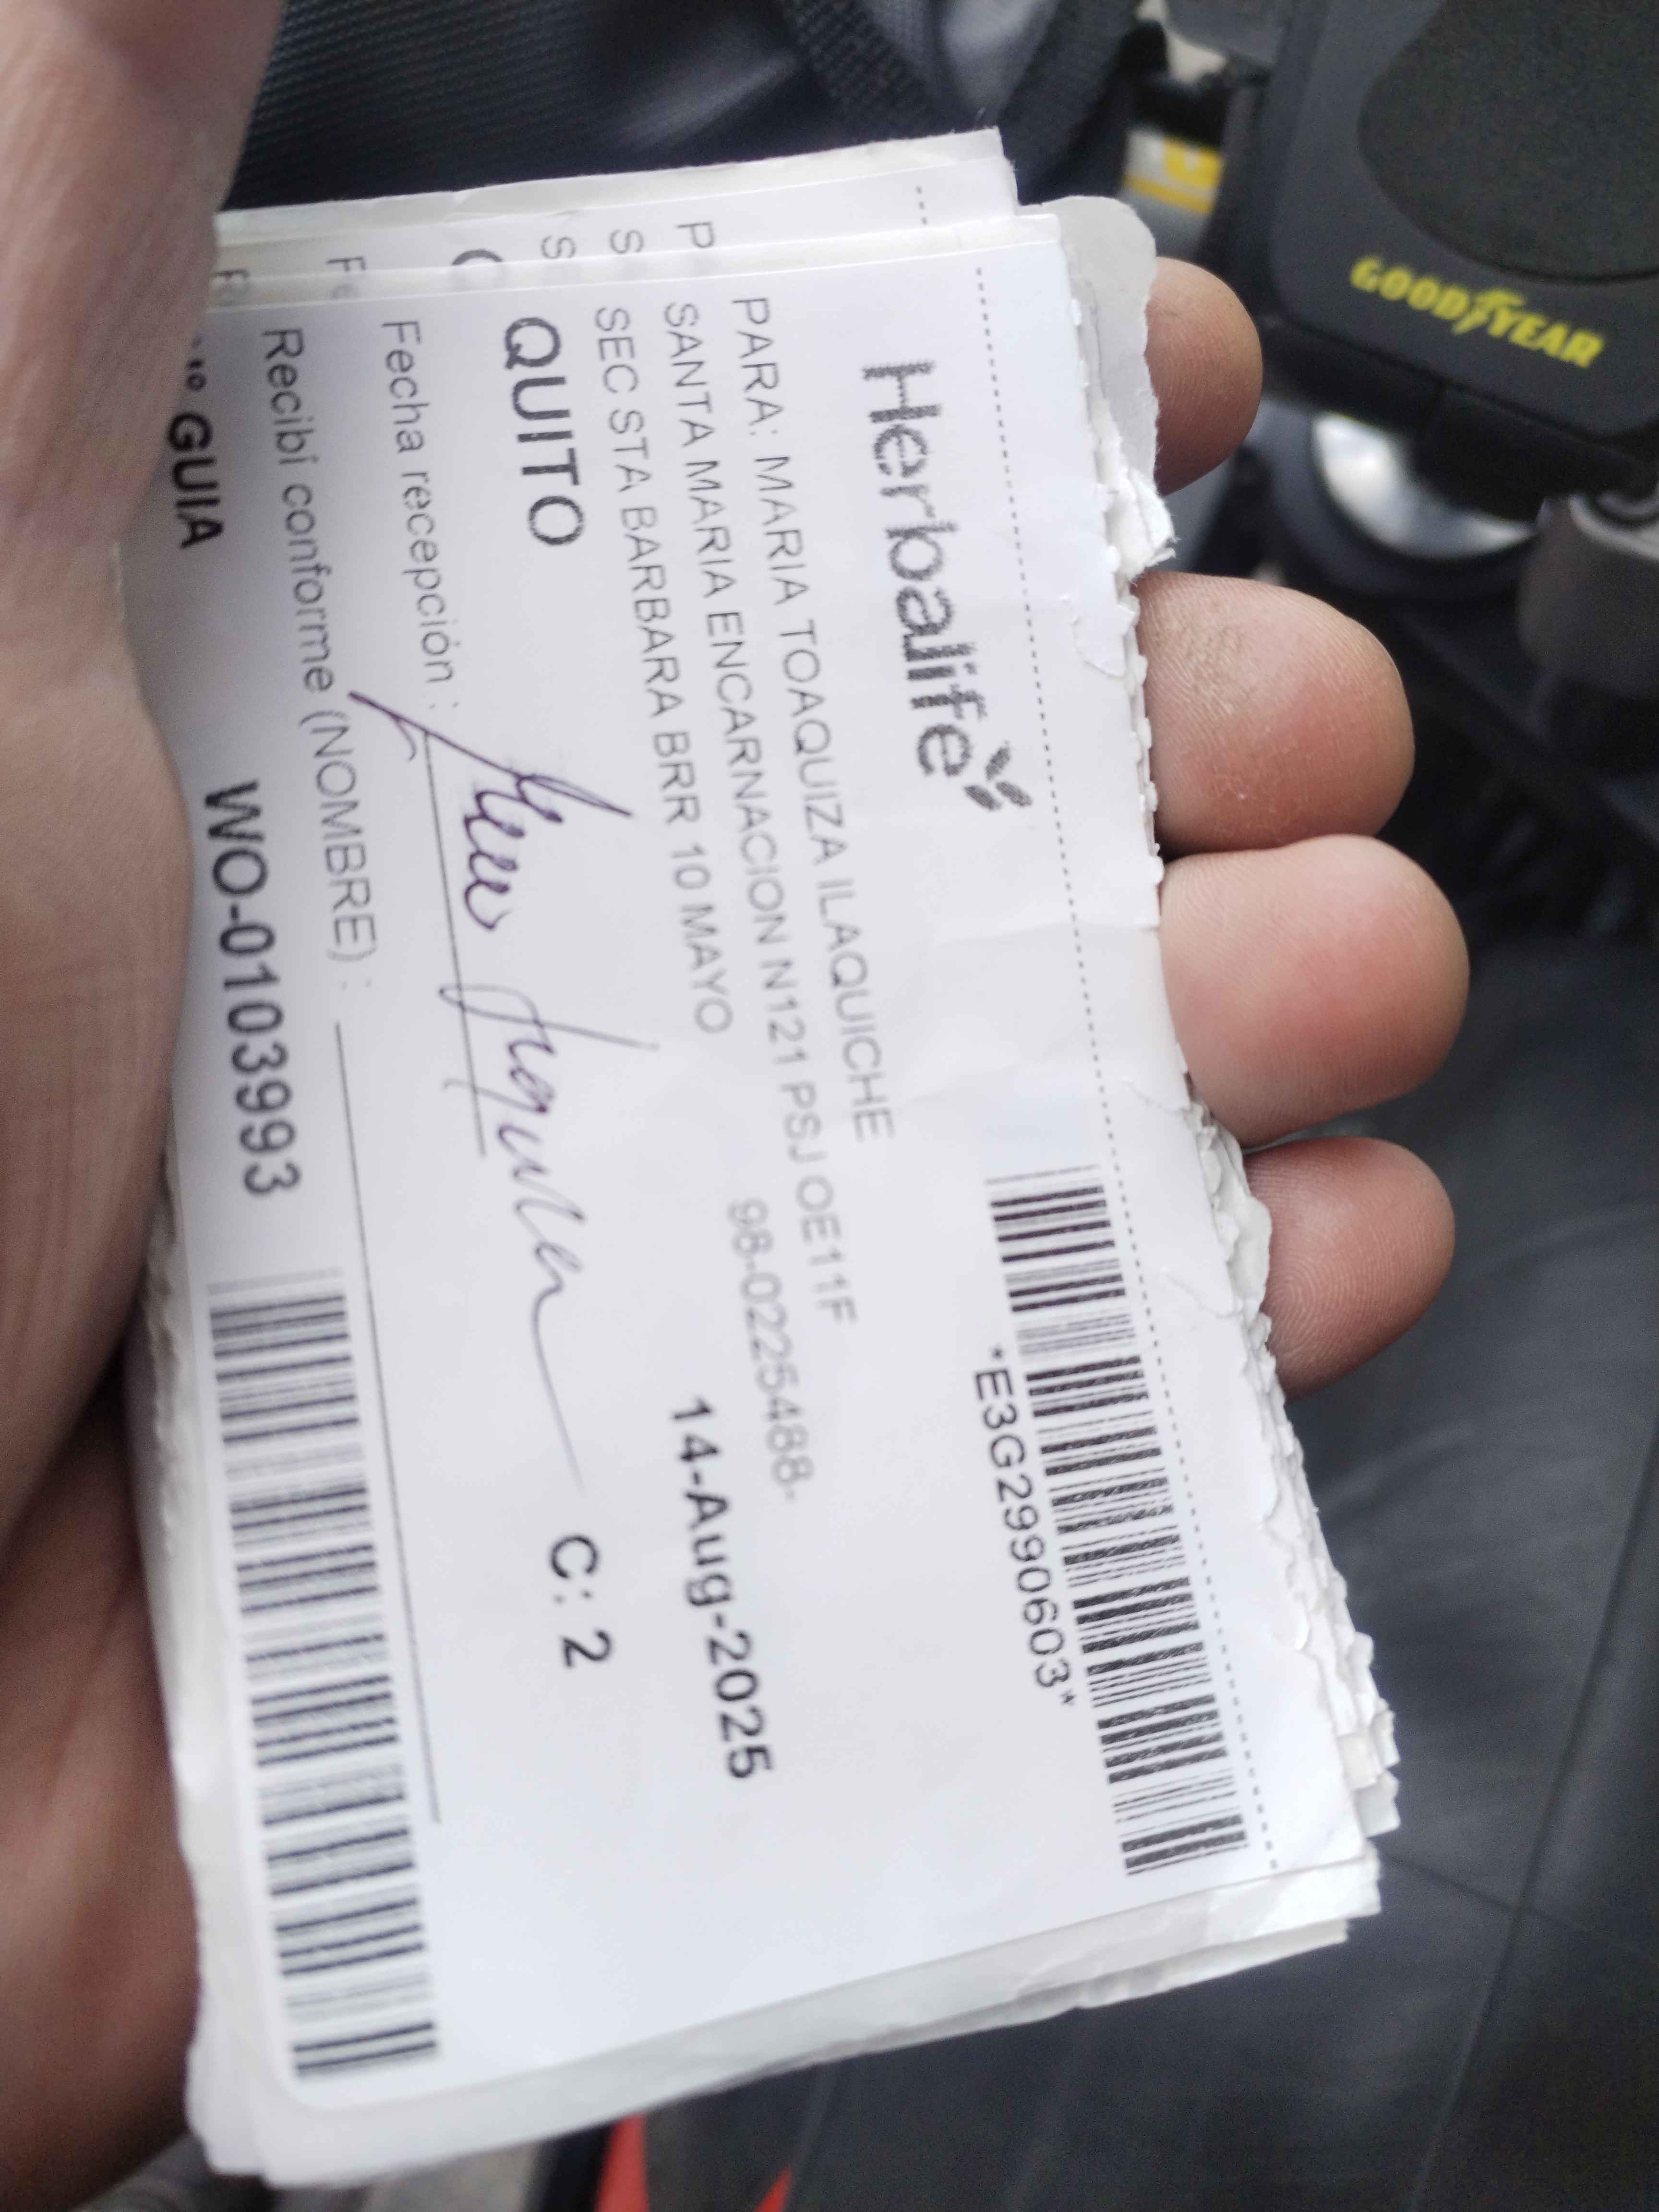 Herbalife
*E3G2990603*
PARA: MARIA TOAQUIZA ILAQUICHE
SANTA MARIA ENCARNACION N121 PSJ OE11F
SEC STA BARBARA BRR 10 MAYO
98-0225488-
QUITO
14-Aug-2025
Fecha recepción :
C: 2
Recibí conforme (NOMBRE) :
GUIA
WO-0103993
GOODYEAR